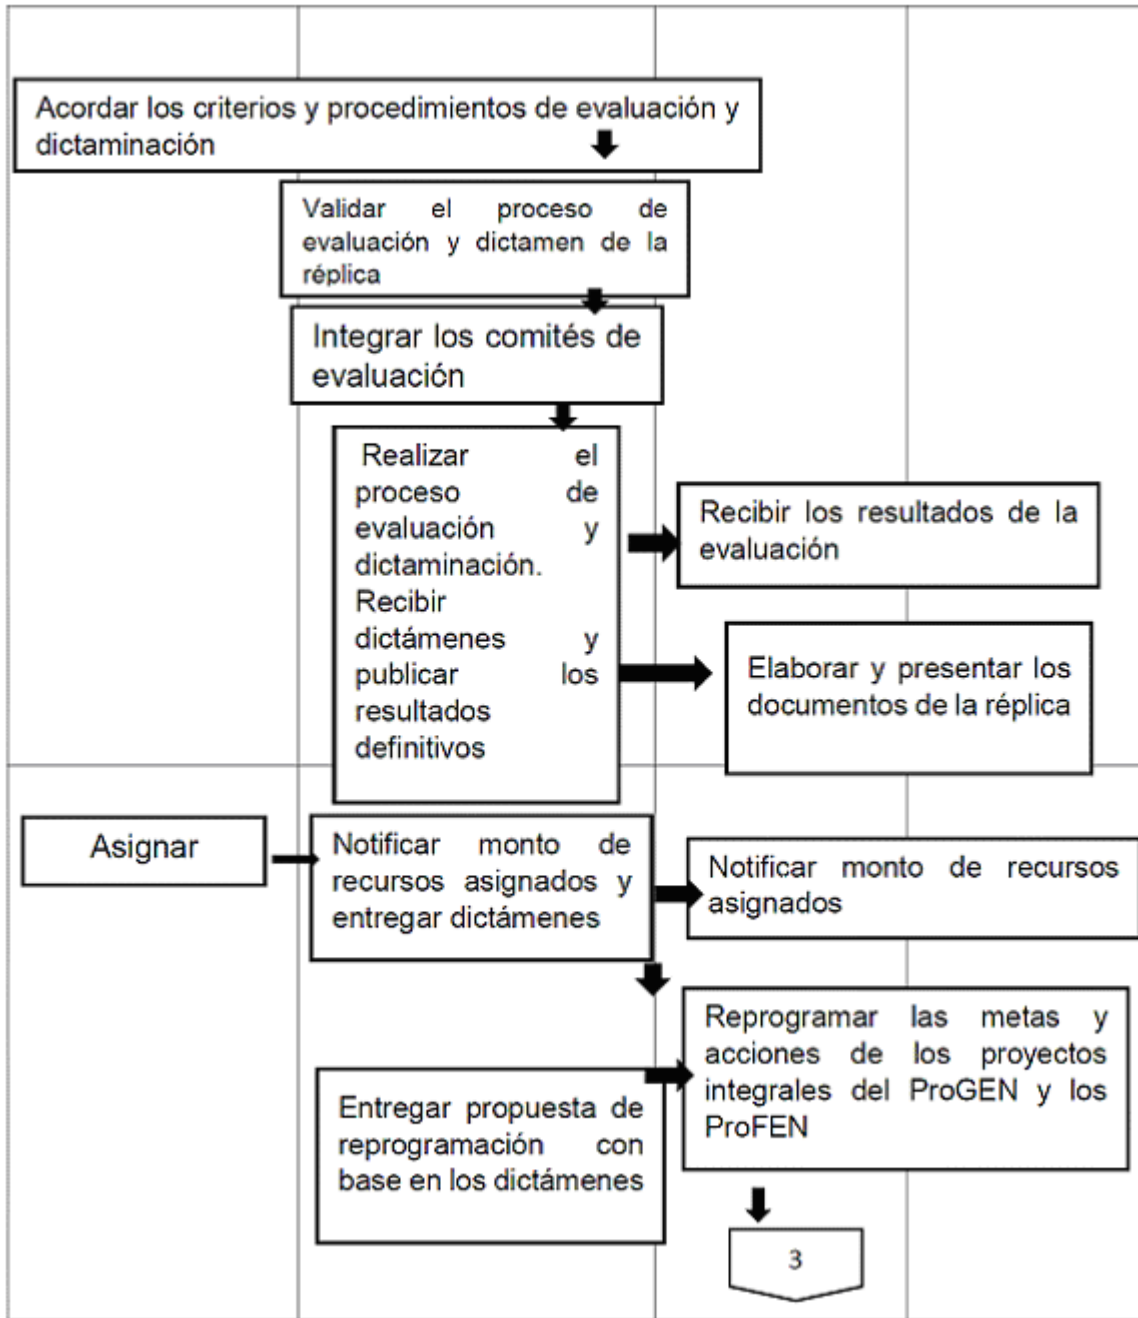 Acordar los criterios y procedimientos de evaluación y
dictaminación
Validar el proceso de
evaluación y dictamen de la
réplica
Integrar los comités de
evaluación
Realizar el
proceso de
evaluación y
dictaminación.
Recibir
dictámenes y
publicar los
resultados
definitivos
Recibir los resultados de la
evaluación
Elaborar y presentar los
documentos de la réplica
Asignar
Notificar monto de
recursos asignados y
entregar dictámenes
Notificar monto de recursos
asignados
Reprogramar las metas y
acciones de los proyectos
integrales del ProGEN y los
ProFEN
Entregar propuesta de
reprogramación con
base en los dictámenes
3